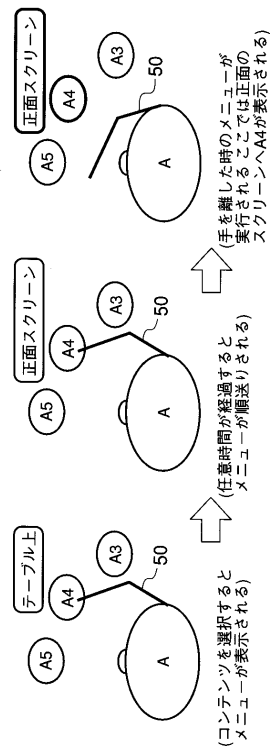 テーブル上
A5
A4
A3
50
A
(コンテンツを選択すると
メニューが表示される)
正面スクリーン
A5
A4
A3
50
A
(任意時間が経過すると
メニューが順送りされる)
正面スクリーン
A5
A4
A3
50
A
(手を離した時のメニューが
実行される ここでは正面の
スクリーンへA4が表示される)